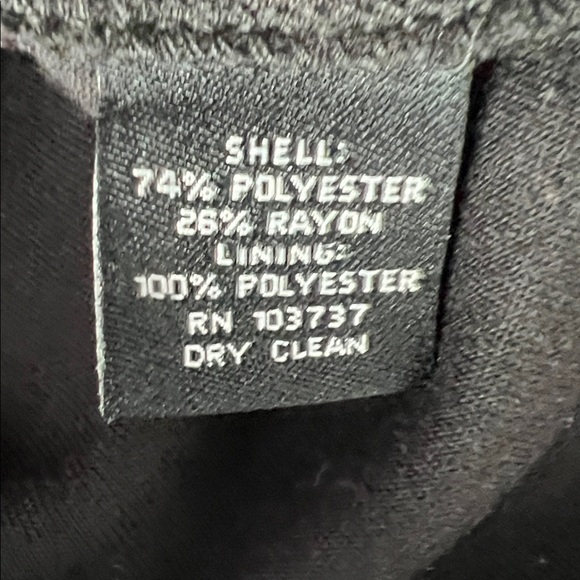 SHELL:
74% POLYESTER
26% RAYON
LINING:
100% POLYESTER
RN 103737
DRY CLEAN